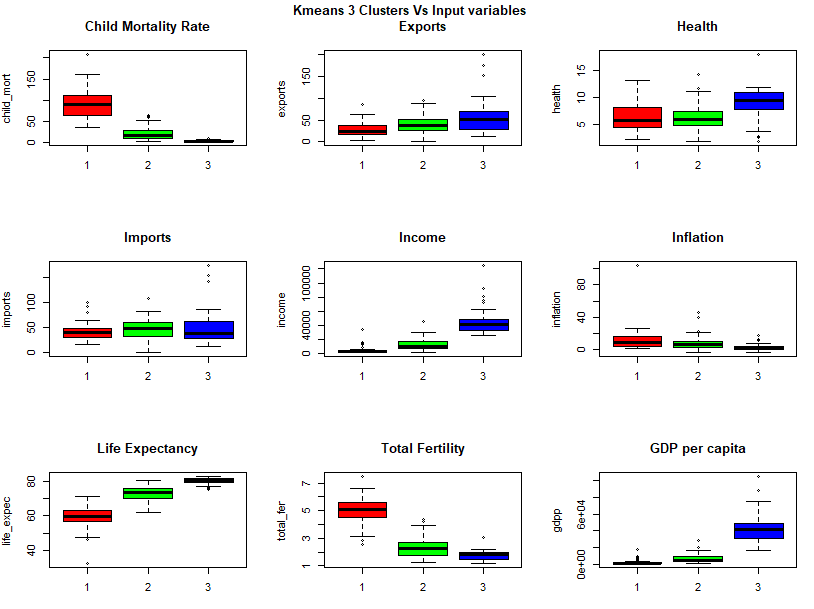 Kmeans 3 Clusters Vs Input variables
Child Mortality Rate
Exports
Health
child_mort
0
50
150
1
2
3
exports
0
50
150
1
2
3
health
5
10
15
1
2
3
Imports
Income
Inflation
imports
0
50
100
1
2
3
income
0
40000
100000
1
2
3
inflation
0
40
80
1
2
3
Life Expectancy
Total Fertility
GDP per capita
life_expec
40
60
80
1
2
3
total_fer
1
3
5
7
1
2
3
gdpp
0e+00
6e+04
1
2
3